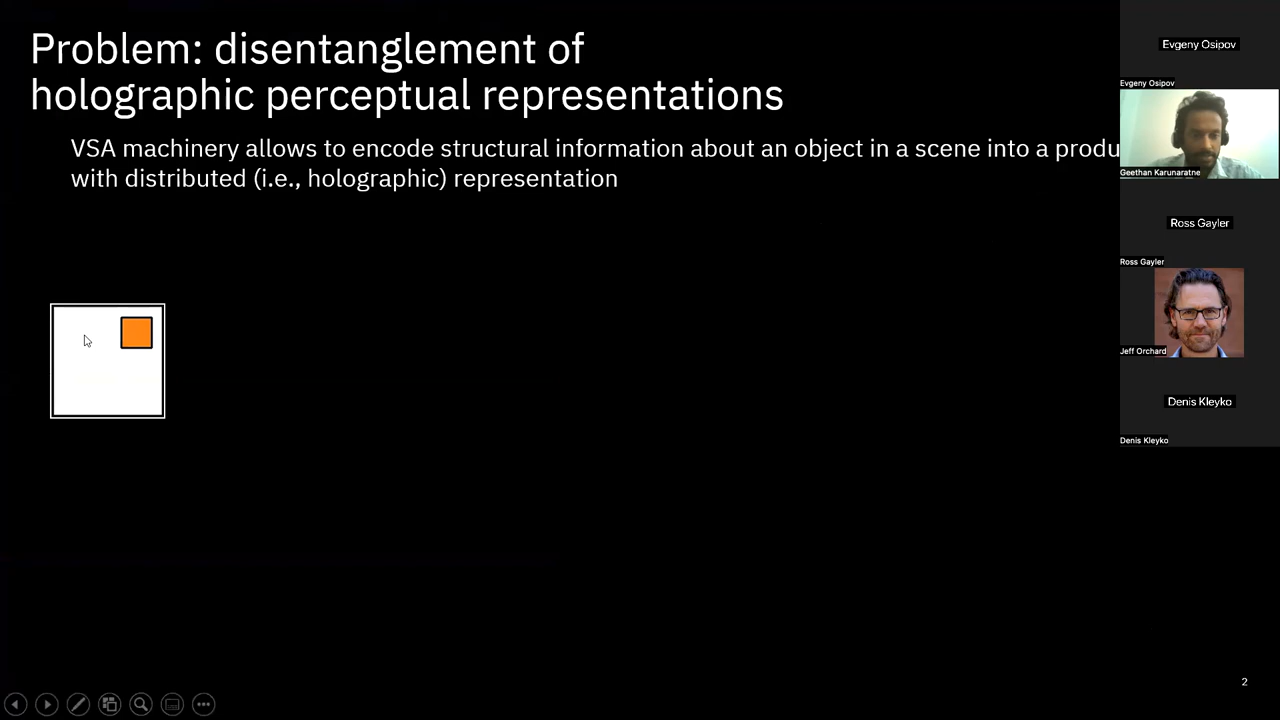 Problem: disentanglement of
holographic perceptual representations
VSA machinery allows to encode structural information about an object in a scene into a produ
with distributed (i.e., holographic) representation
Evgeny Osipov
Evgeny Osipov
Geethan Karunaratne
Ross Gayler
Ross Gayler
Jeff Orchard
Denis Kleyko
Denis Kleyko
2